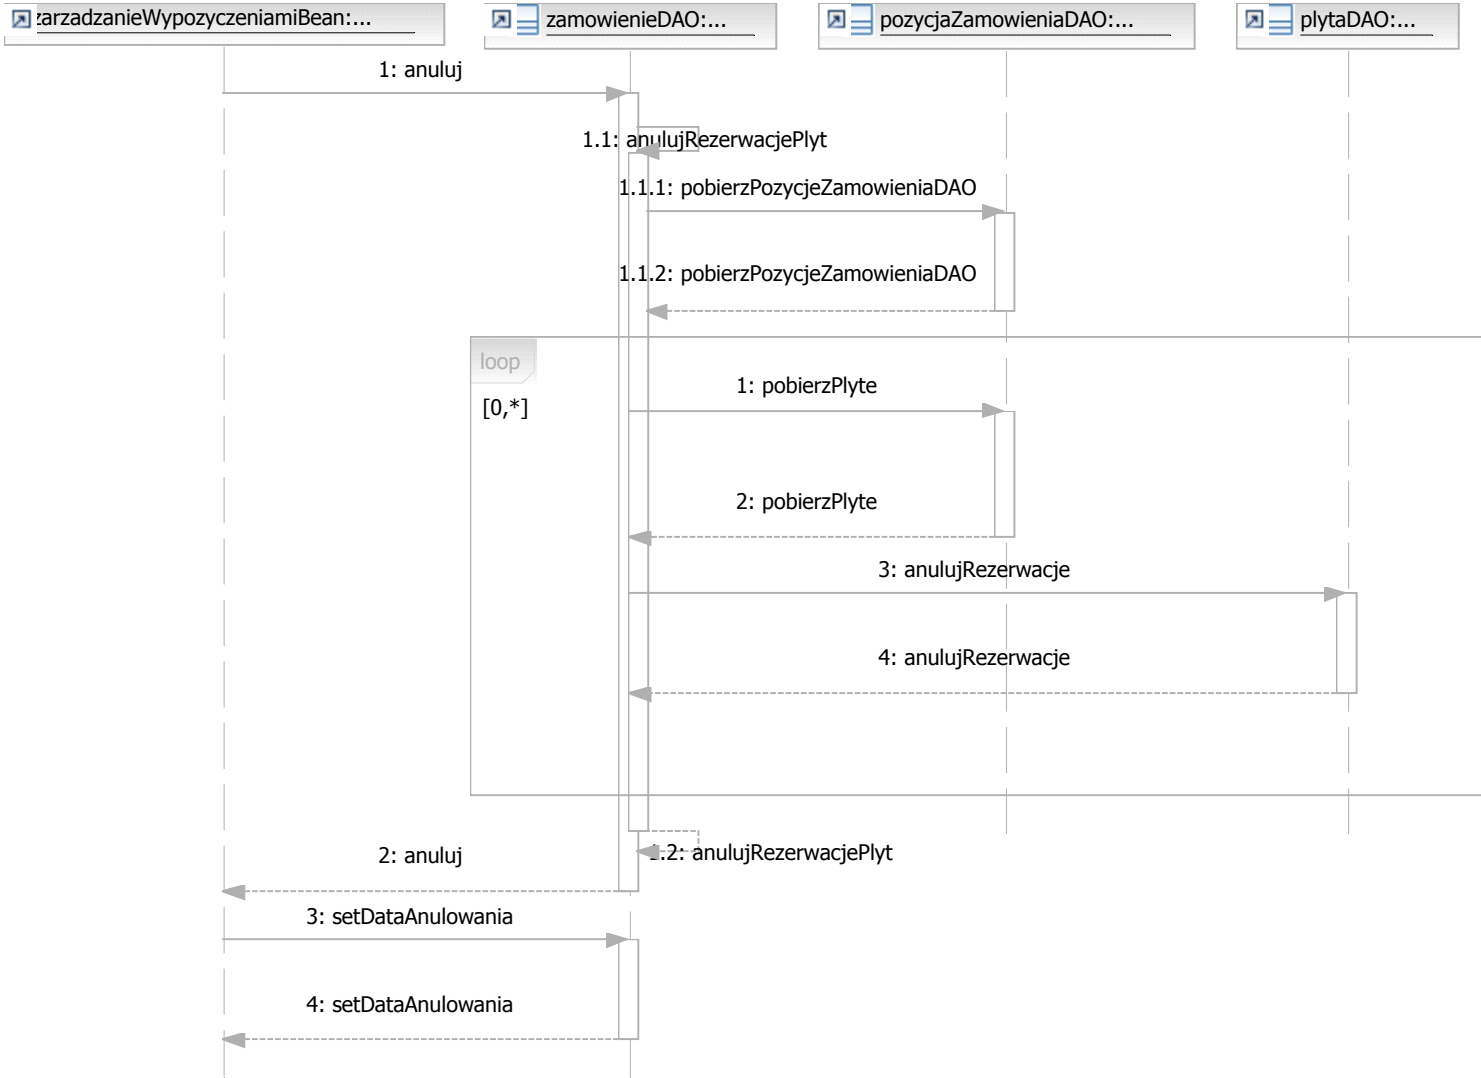 zarzadzanieWypozyczeniamiBean:...
zamowienieDAO:...
pozycjaZamowieniaDAO:...
plytaDAO:...
1: anuluj
1.1: anulujRezerwacjePlyt
1.1.1: pobierzPozycjeZamowieniaDAO
1.1.2: pobierzPozycjeZamowieniaDAO
loop
[0,*]
1: pobierzPlyte
2: pobierzPlyte
3: anulujRezerwacje
4: anulujRezerwacje
1.2: anulujRezerwacjePlyt
2: anuluj
3: setDataAnulowania
4: setDataAnulowania